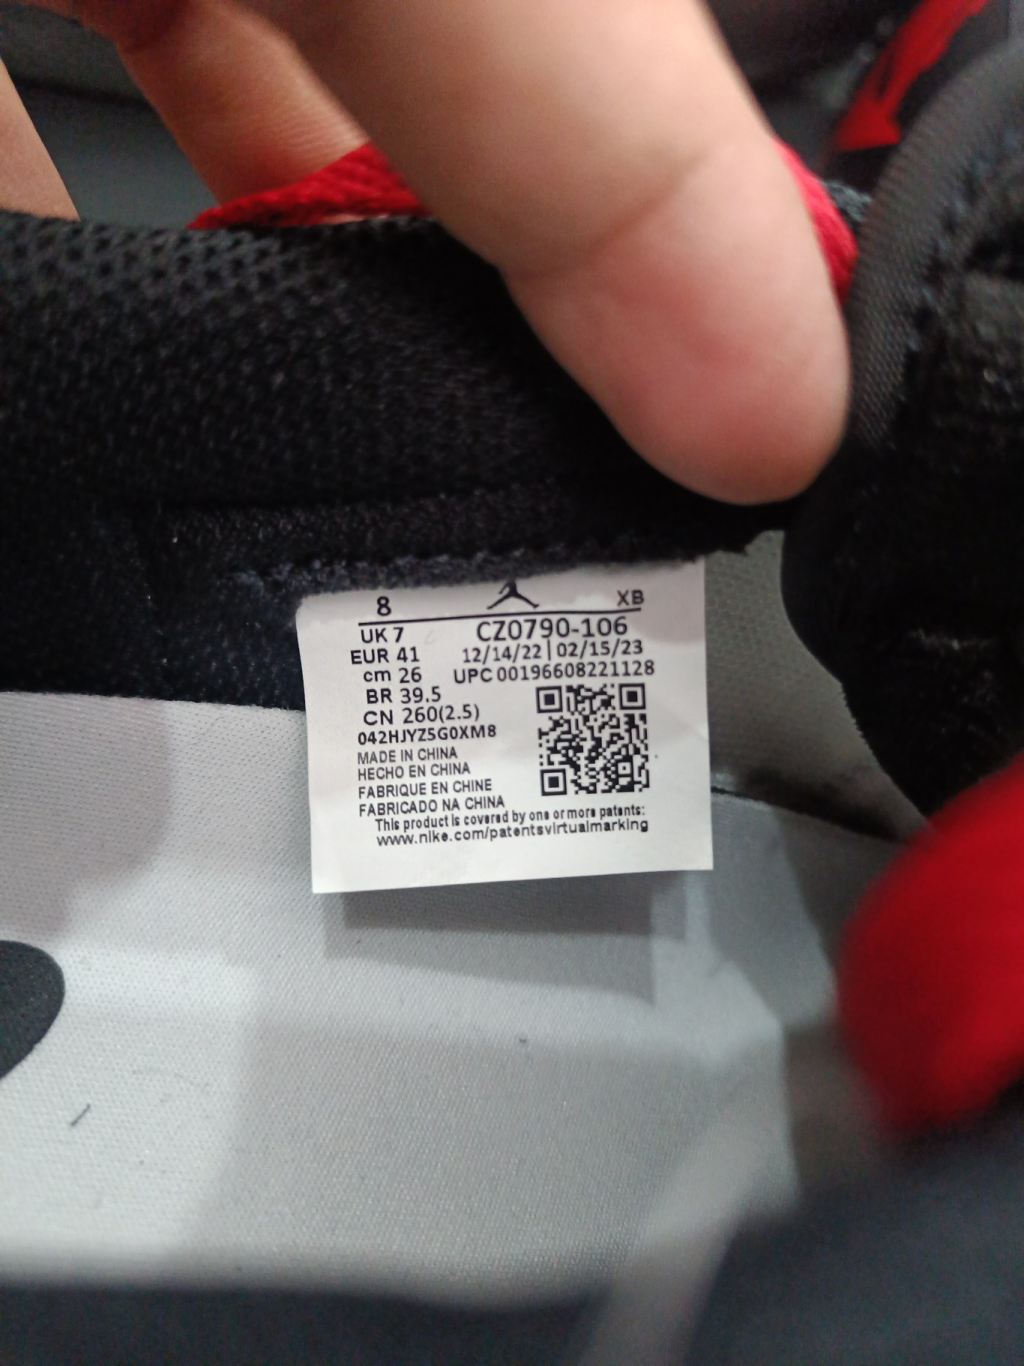 8 XB
UK 7 CZ0790-106
EUR 41 12/14/22 | 02/15/23
cm 26 UPC 00196608221128
BR 39.5
CN 260(2.5)
042HJYZ5G0XM8
MADE IN CHINA
HECHO EN CHINA
FABRIQUE EN CHINE
FABRICADO NA CHINA
This product is covered by one or more patents:
www.nike.com/patentsvirtualmarking